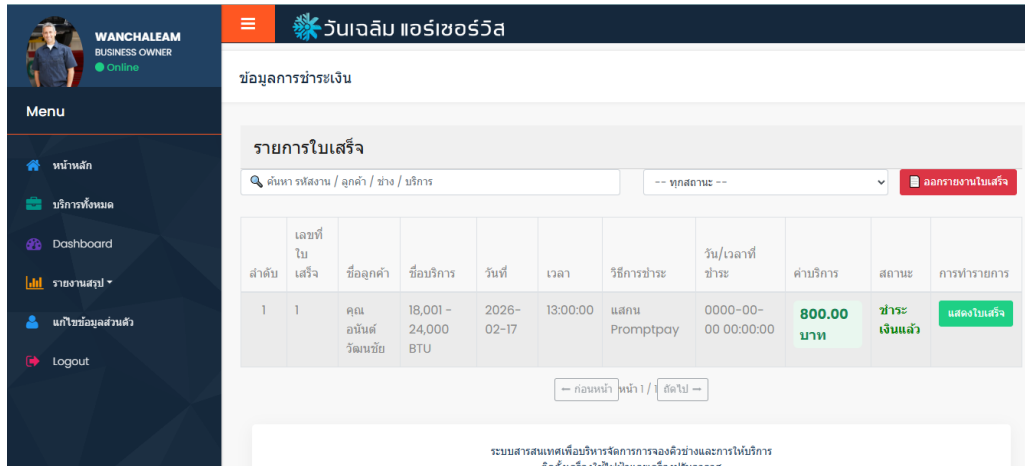 WANCHALEAM
BUSINESS OWNER
Online
Menu
หน้าหลัก
บริการทั้งหมด
Dashboard
รายงานสรุป
แก้ไขข้อมูลส่วนตัว
Logout
วันเฉลิม แอร์เซอร์วิส
ข้อมูลการชำระเงิน
รายการใบเสร็จ
ค้นหา รหัสงาน / ลูกค้า / ช่าง / บริการ
-- ทุกสถานะ --
ออกรายงานใบเสร็จ
ลำดับ เลขที่ใบเสร็จ ชื่อลูกค้า ชื่อบริการ วันที่ เวลา วิธีการชำระ วัน/เวลาที่ชำระ ค่าบริการ สถานะ การทำรายการ
1 1 คุณอนันต์ วัฒนชัย 18,001 - 24,000 BTU 2026-02-17 13:00:00 แสกน Promptpay 0000-00-00 00:00:00 800.00 บาท ชำระเงินแล้ว แสดงใบเสร็จ
← ก่อนหน้า หน้า 1 / 1 ถัดไป →
ระบบสารสนเทศเพื่อบริหารจัดการการจองคิวช่างและการให้บริการ